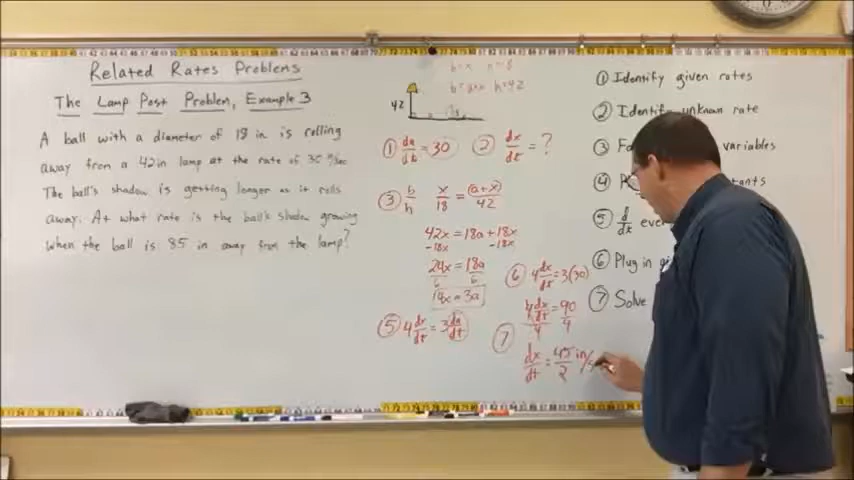 Related Rates Problems
The Lamp Post Problem, Example 3
A ball with a diameter of 18 in is rolling
away from a 42in lamp at the rate of 30 in/sec
The ball's shadow is getting longer as it rolls
away. At what rate is the ball's shadow growing
when the ball is 85 in away from the lamp?
b=x h=18
b=a+x h=42
42
① da/dt = 30 ② dx/dt = ?
③ b/h x/18 = (a+x)/42
42x = 18a + 18x
-18x -18x
24x/6 = 18a/6
4x = 3a
⑤ 4 dx/dt = 3 da/dt
⑥ 4 dx/dt = 3(30)
4 dx/dt /4 = 90/4
⑦ dx/dt = 45/2 in/s
① Identify given rates
② Identify unknown rate
③ variables
④
⑤ d/dt
⑥ Plug in
⑦ Solve